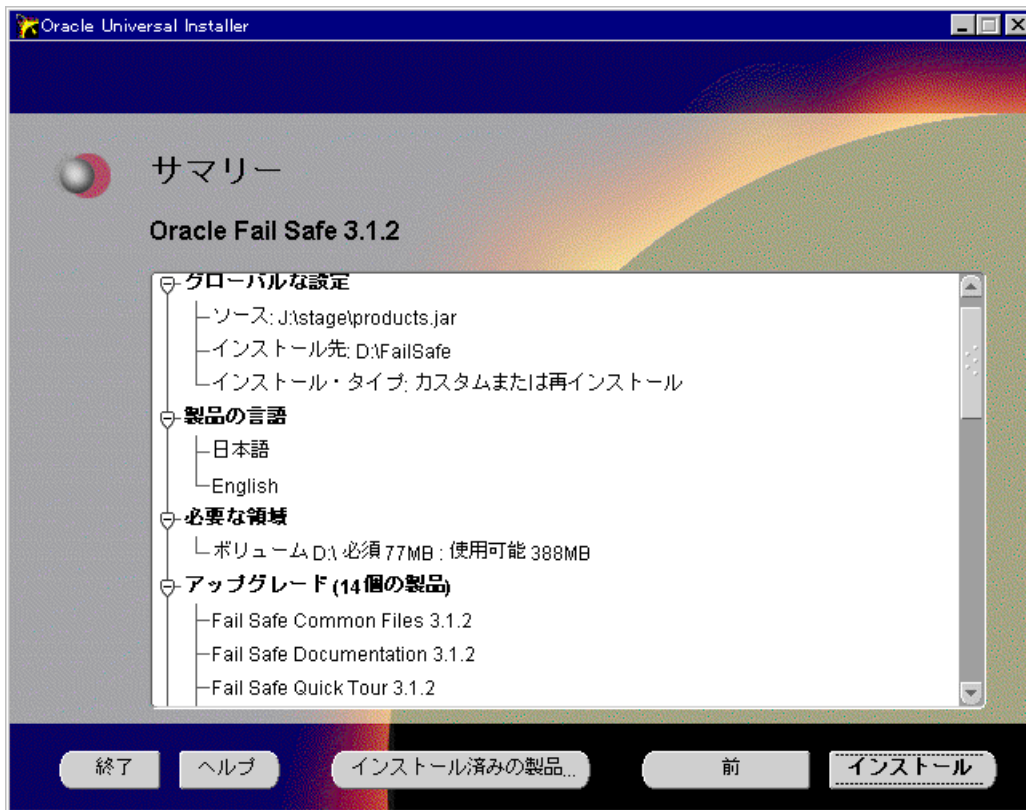 Oracle Universal Installer
サマリー
Oracle Fail Safe 3.1.2
グローバルな設定
ソース: J:\stage\products.jar
インストール先: D:\FailSafe
インストール・タイプ: カスタムまたは再インストール
製品の言語
日本語
English
必要な領域
ボリューム D:\ 必須 77MB : 使用可能 388MB
アップグレード (14個の製品)
Fail Safe Common Files 3.1.2
Fail Safe Documentation 3.1.2
Fail Safe Quick Tour 3.1.2
終了 ヘルプ インストール済みの製品... 前 インストール